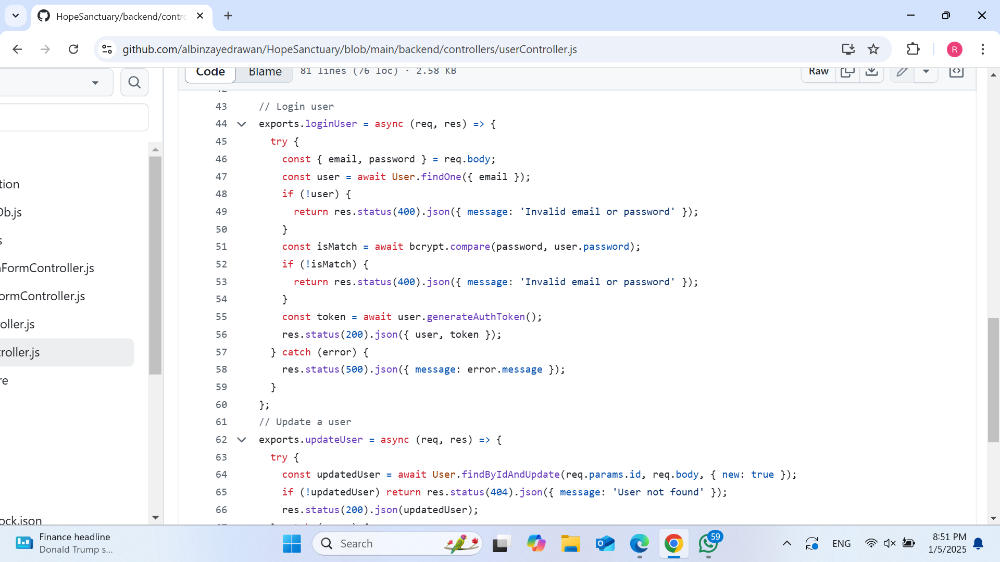 HopeSanctuary/backend/contro
github.com/albinzayedrawan/HopeSanctuary/blob/main/backend/controllers/userController.js
R
Code Blame 81 lines (76 loc) · 2.58 KB
Raw
42
43 // Login user
44 exports.loginUser = async (req, res) => {
45 try {
46 const { email, password } = req.body;
47 const user = await User.findOne({ email });
48 if (!user) {
49 return res.status(400).json({ message: 'Invalid email or password' });
50 }
51 const isMatch = await bcrypt.compare(password, user.password);
52 if (!isMatch) {
53 return res.status(400).json({ message: 'Invalid email or password' });
54 }
55 const token = await user.generateAuthToken();
56 res.status(200).json({ user, token });
57 } catch (error) {
58 res.status(500).json({ message: error.message });
59 }
60 };
61 // Update a user
62 exports.updateUser = async (req, res) => {
63 try {
64 const updatedUser = await User.findByIdAndUpdate(req.params.id, req.body, { new: true });
65 if (!updatedUser) return res.status(404).json({ message: 'User not found' });
66 res.status(200).json(updatedUser);
tion
Db.js
s
FormController.js
ormController.js
oller.js
roller.js
re
ock.json
Finance headline
Donald Trump s...
Search
59
ENG
8:51 PM
1/5/2025